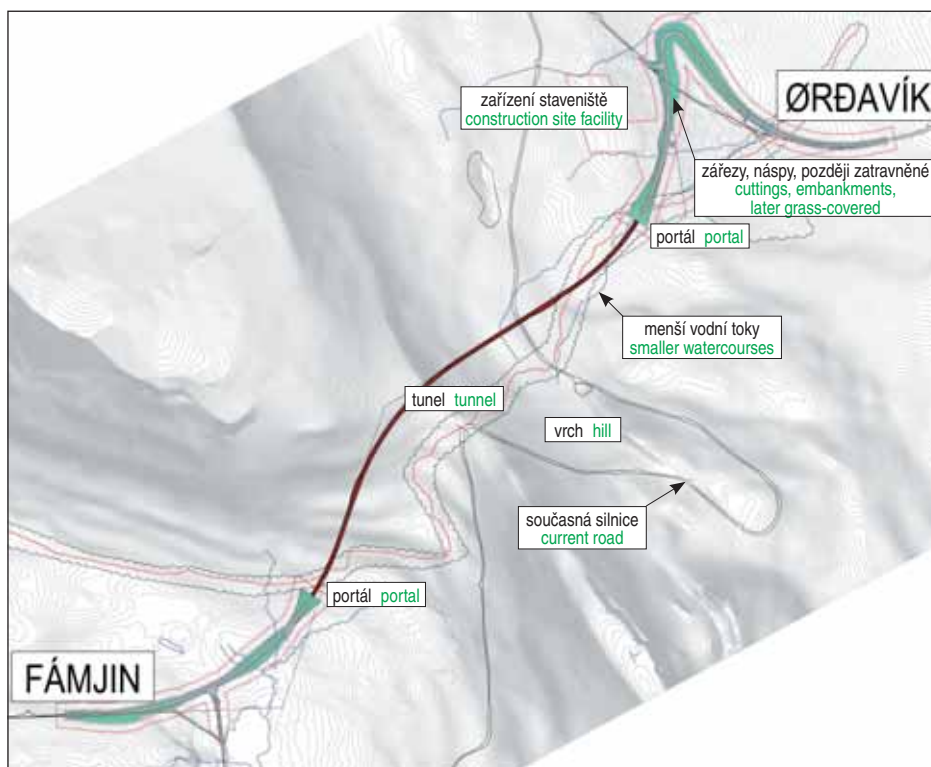 ØRÐAVÍK
zařízení staveniště
construction site facility
zářezy, náspy, později zatravněné
cuttings, embankments,
later grass-covered
portál portal
menší vodní toky
smaller watercourses
tunel tunnel
vrch hill
současná silnice
current road
portál portal
FÁMJIN